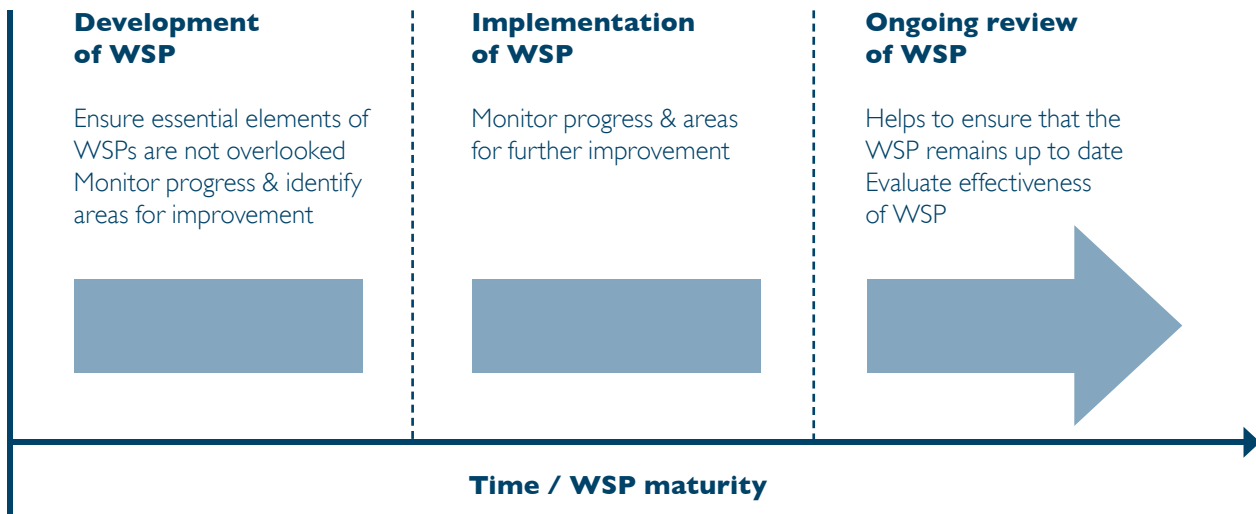 Development
of WSP
Ensure essential elements of
WSPs are not overlooked
Monitor progress & identify
areas for improvement
Implementation
of WSP
Monitor progress & areas
for further improvement
Ongoing review
of WSP
Helps to ensure that the
WSP remains up to date
Evaluate effectiveness
of WSP
Time / WSP maturity